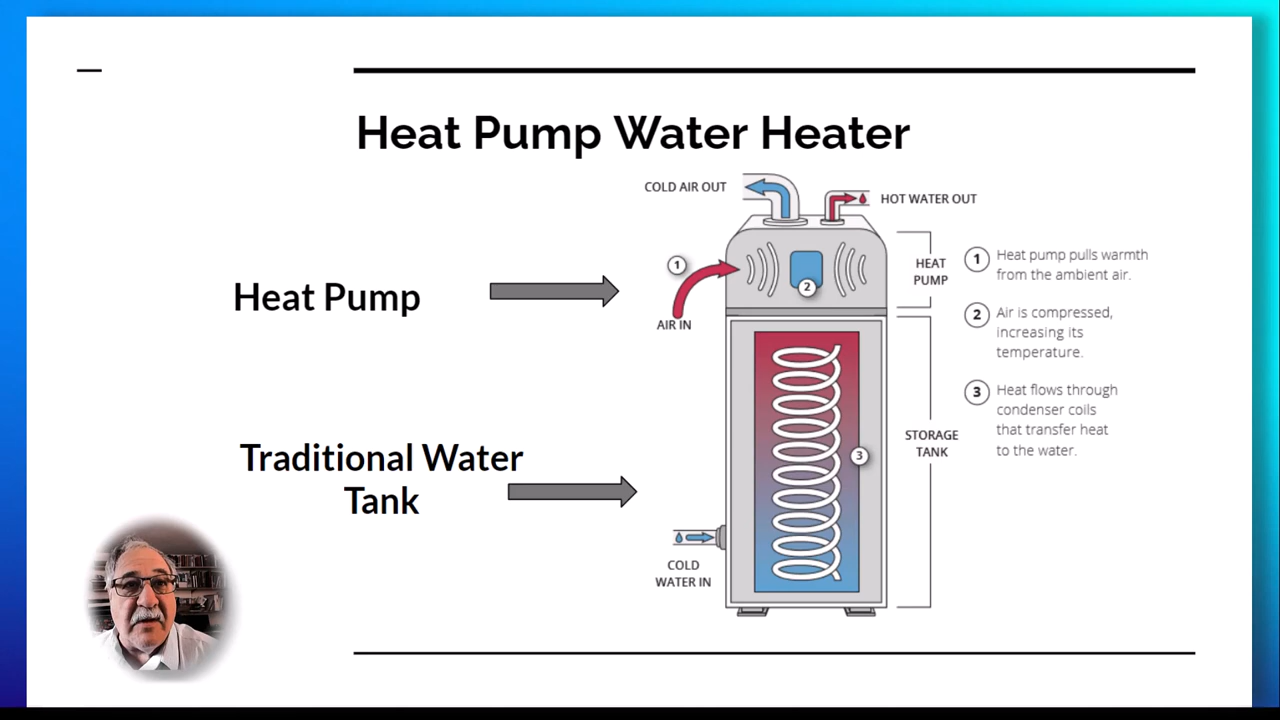 Heat Pump Water Heater
COLD AIR OUT
HOT WATER OUT
1
AIR IN
2
HEAT
PUMP
1 Heat pump pulls warmth
from the ambient air.
2 Air is compressed,
increasing its
temperature.
3 Heat flows through
condenser coils
that transfer heat
to the water.
Heat Pump
Traditional Water
Tank
3
STORAGE
TANK
COLD
WATER IN